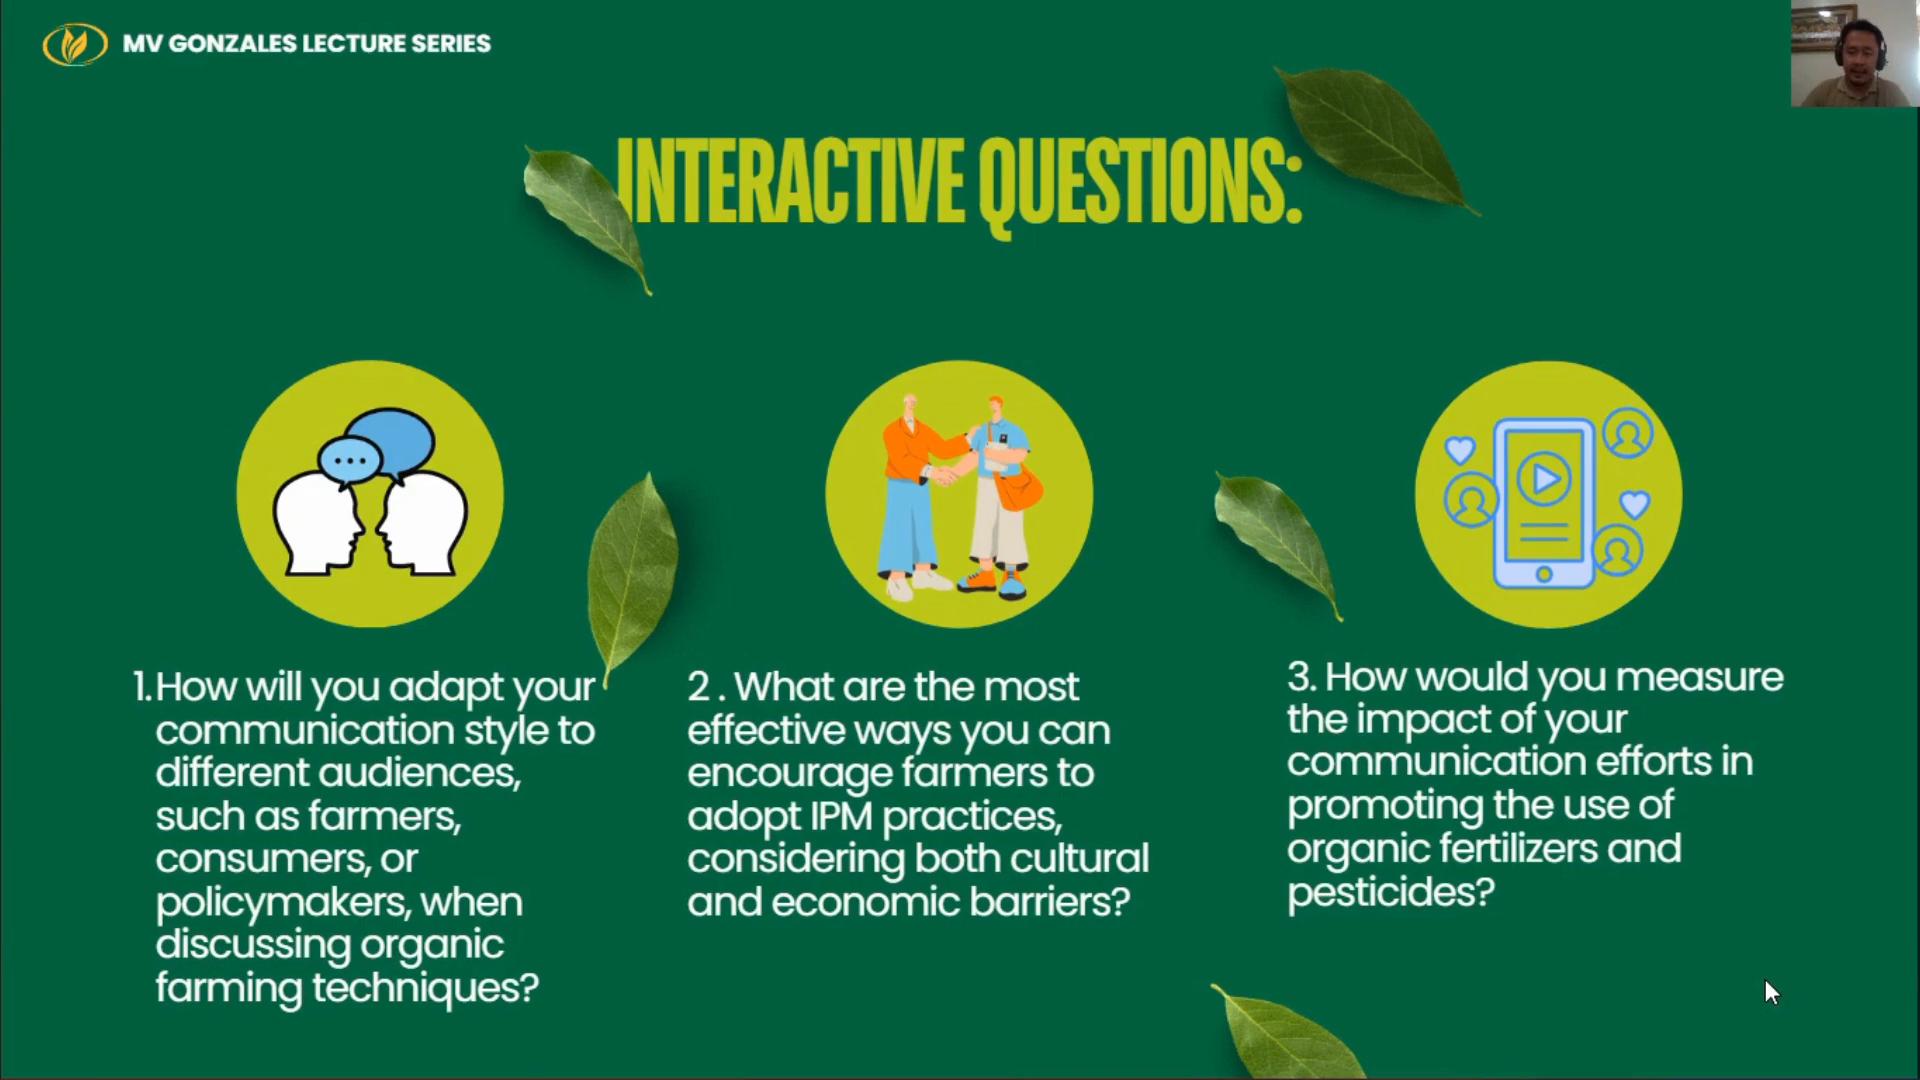 MV GONZALES LECTURE SERIES
INTERACTIVE QUESTIONS:
1. How will you adapt your
communication style to
different audiences,
such as farmers,
consumers, or
policymakers, when
discussing organic
farming techniques?
2 . What are the most
effective ways you can
encourage farmers to
adopt IPM practices,
considering both cultural
and economic barriers?
3. How would you measure
the impact of your
communication efforts in
promoting the use of
organic fertilizers and
pesticides?